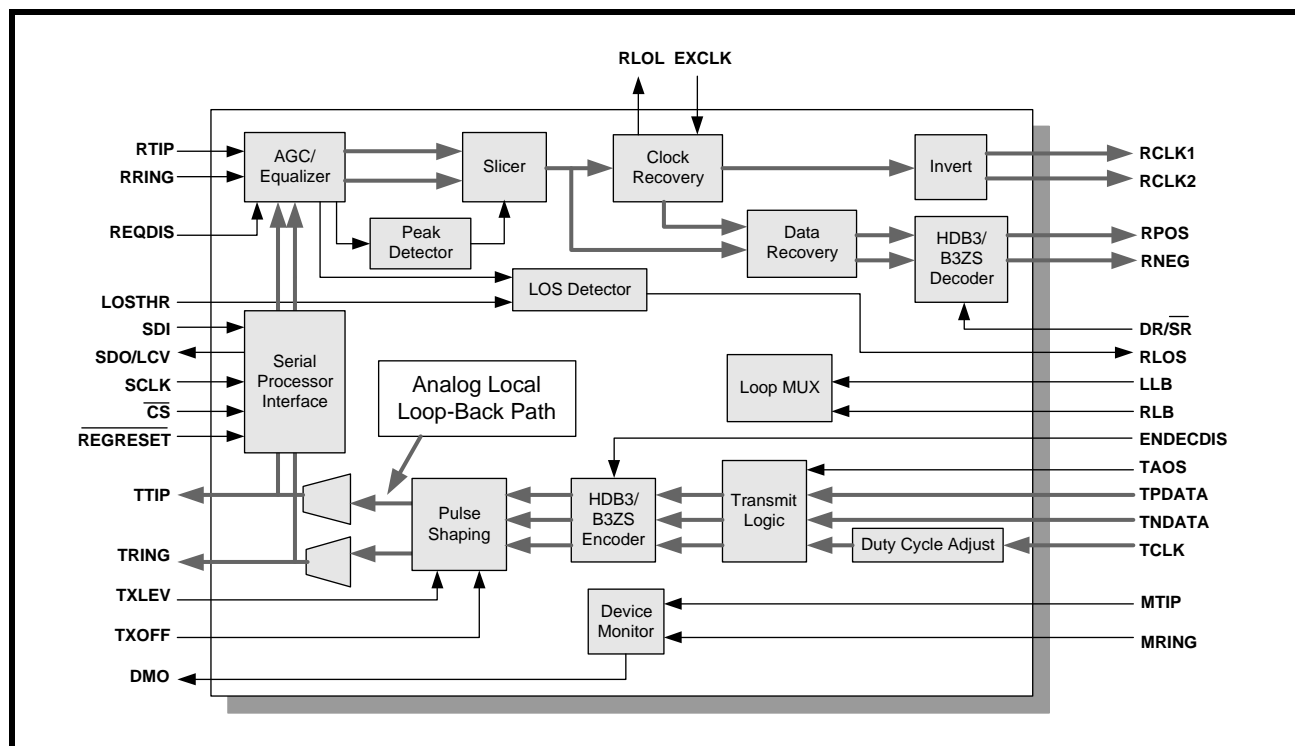 RLOL EXCLK
RTIP
RRING
REQDIS
LOSTHR
SDI
SDO/LCV
SCLK
CS
REGRESET
TTIP
TRING
TXLEV
TXOFF
DMO
AGC/
Equalizer
Slicer
Peak
Detector
LOS Detector
Clock
Recovery
Invert
Data
Recovery
HDB3/
B3ZS
Decoder
Serial
Processor
Interface
Analog Local
Loop-Back Path
Loop MUX
Pulse
Shaping
HDB3/
B3ZS
Encoder
Transmit
Logic
Duty Cycle Adjust
Device
Monitor
RCLK1
RCLK2
RPOS
RNEG
DR/SR
RLOS
LLB
RLB
ENDECDIS
TAOS
TPDATA
TNDATA
TCLK
MTIP
MRING